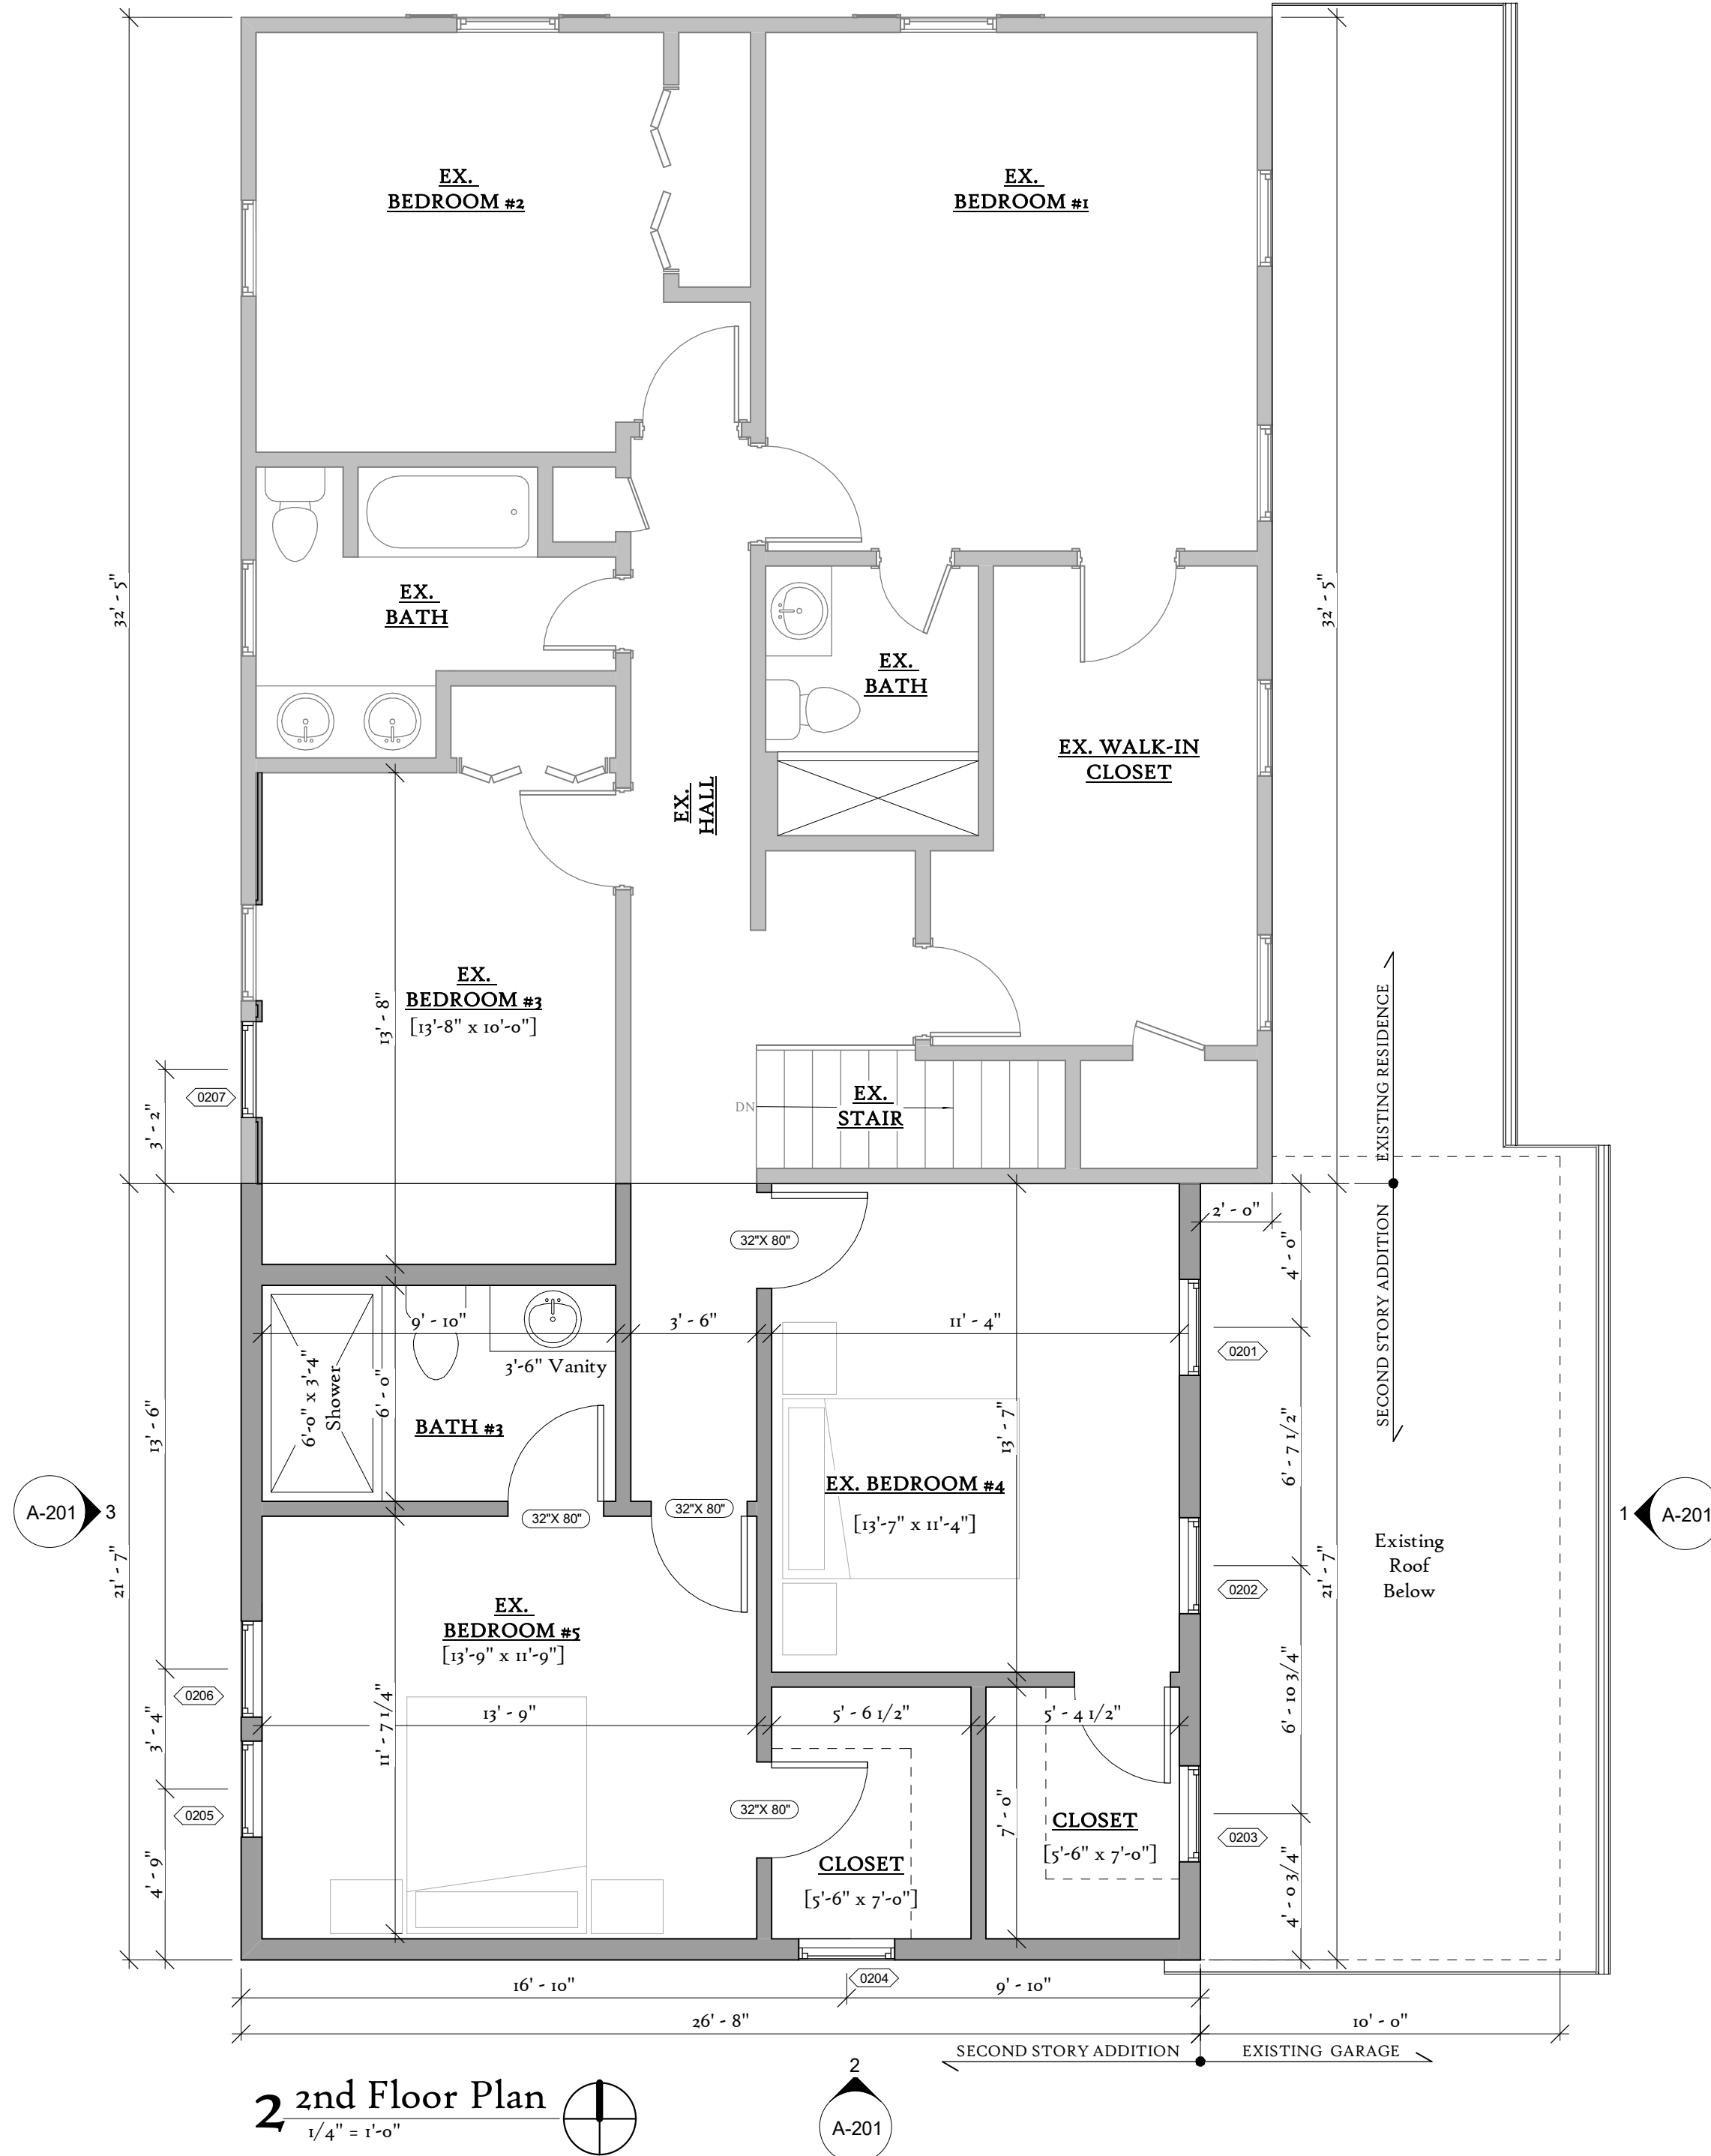 EX.
BEDROOM #2
EX.
BEDROOM #1
32' - 5"
32' - 5"
EX.
BATH
EX.
BATH
EX. WALK-IN
CLOSET
EX.
HALL
EX.
BEDROOM #3
[13'-8" x 10'-0"]
13' - 8"
0207
3' - 2"
DN
EX.
STAIR
EXISTING RESIDENCE
SECOND STORY ADDITION
2' - 0"
4' - 0"
32"X 80"
9' - 10"
3' - 6"
11' - 4"
0201
3'-6" Vanity
6'-0" x 3'-4"
Shower
6' - 0"
BATH #3
13' - 6"
13' - 7"
6' - 7 1/2"
EX. BEDROOM #4
[13'-7" x 11'-4"]
A-201
3
32"X 80"
32"X 80"
1
A-201
21' - 7"
21' - 7"
Existing
Roof
Below
0202
EX.
BEDROOM #5
[13'-9" x 11'-9"]
0206
11' - 7 1/4"
13' - 9"
5' - 6 1/2"
5' - 4 1/2"
6' - 10 3/4"
3' - 4"
0205
32"X 80"
7' - 0"
CLOSET
[5'-6" x 7'-0"]
0203
CLOSET
[5'-6" x 7'-0"]
4' - 9"
4' - 0 3/4"
16' - 10"
0204
9' - 10"
26' - 8"
10' - 0"
SECOND STORY ADDITION
EXISTING GARAGE
2
A-201
2 2nd Floor Plan
1/4" = 1'-0"